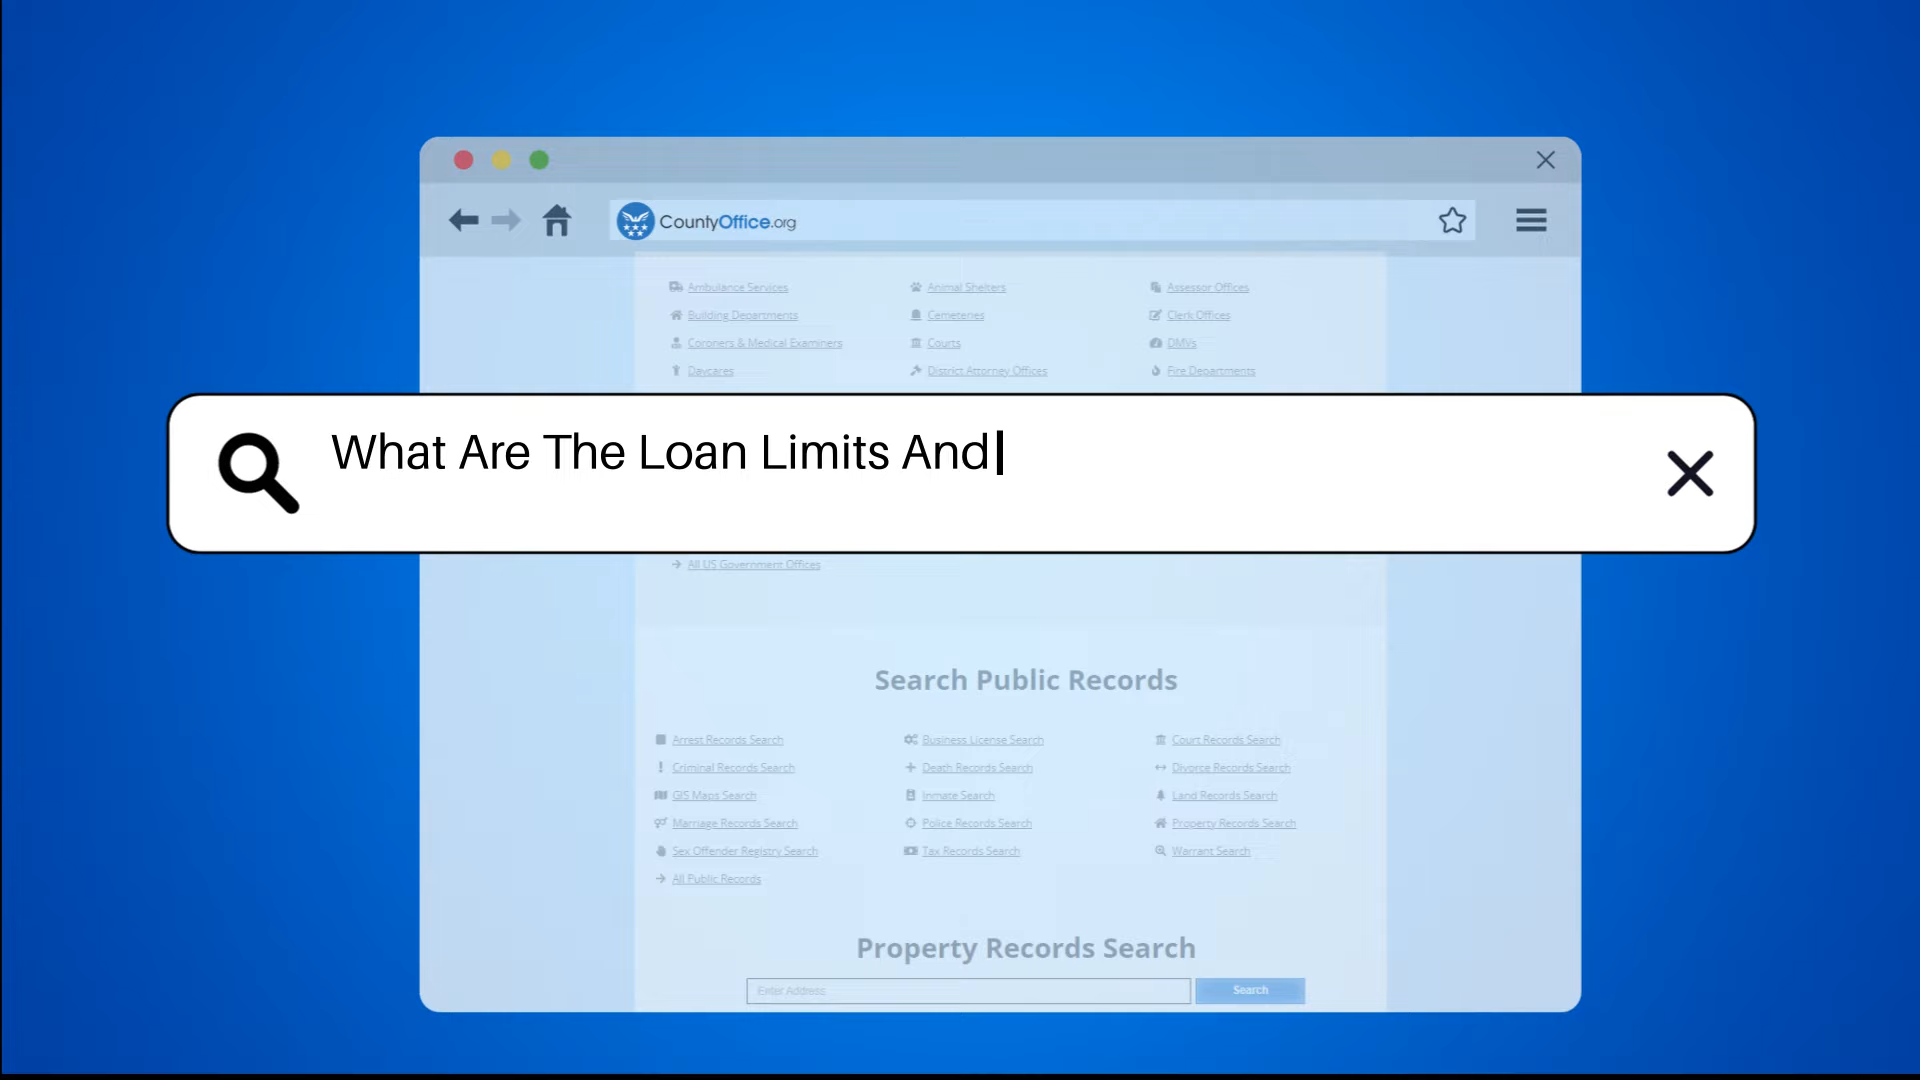 CountyOffice.org
Ambulance Services Animal Shelters Assessor Offices
Building Departments Cemeteries Clerk Offices
Coroners & Medical Examiners Courts DMVs
Daycares District Attorney Offices Fire Departments
What Are The Loan Limits And
All US Government Offices
Search Public Records
Arrest Records Search Business License Search Court Records Search
Criminal Records Search Death Records Search Divorce Records Search
GIS Maps Search Inmate Search Land Records Search
Marriage Records Search Police Records Search Property Records Search
Sex Offender Registry Search Tax Records Search Warrant Search
All Public Records
Property Records Search
Enter Address Search